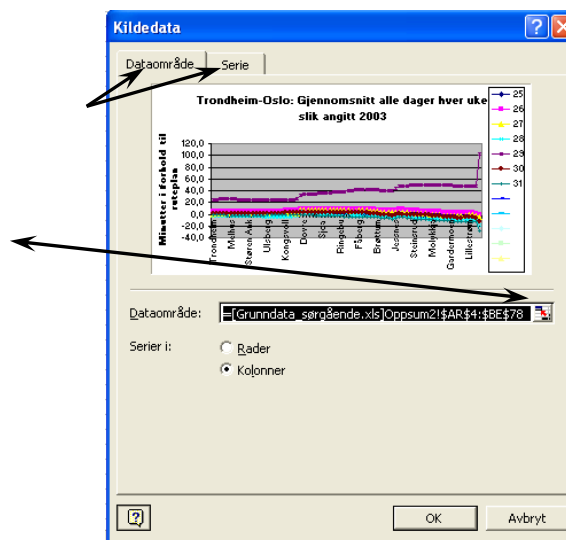 Kildedata
Dataområde
Serie
Trondheim-Oslo: Gjennomsnitt alle dager hver uke
slik angitt 2003
Minutter i forhold til
ruteplan
120,0
100,0
80,0
60,0
40,0
20,0
0,0
-20,0
-40,0
Trondheim
Melhus
Støren Ank
Ulsberg
Kongsvoll
Dovre
Sjoa
Ringebu
Fåberg
Brøttum
Jessnes
Steinsrud
Molykkja
Gardermoen
Lillestrøm
25
26
27
28
29
30
31
Dataområde:
=[Grunndata_sørgående.xls]Oppsum2!$AR$4:$BE$78
Serier i:
Rader
Kolonner
OK
Avbryt